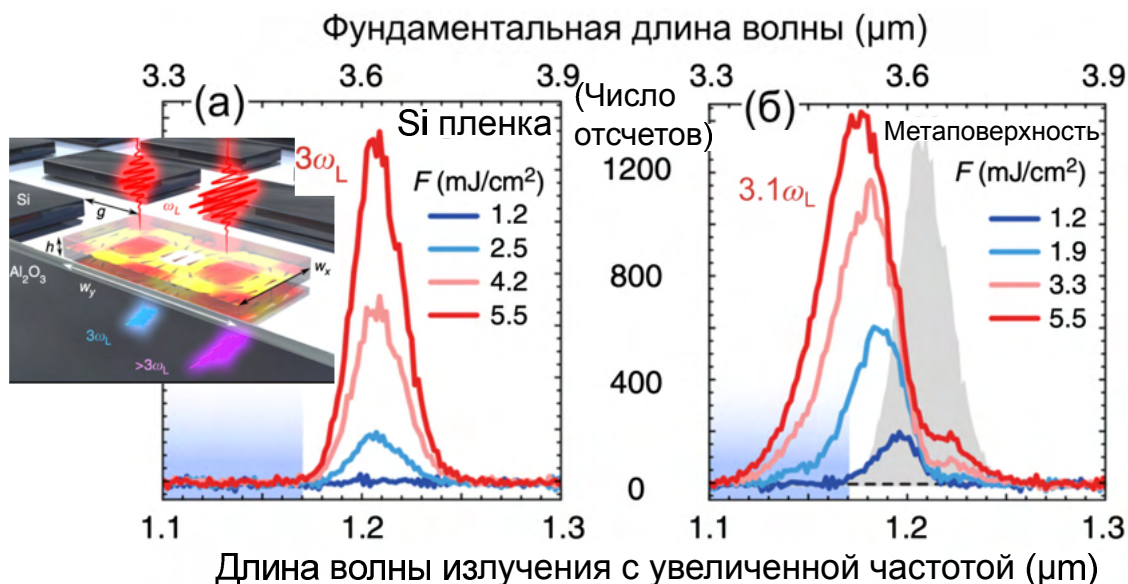 Фундаментальная длина волны (µm)
3.3 3.6 3.9 3.3 3.6 3.9
(а)
Si пленка
(Число
отсчетов)
(б)
Метаповерхность
3ω_L
F (mJ/cm²)
1.2
2.5
4.2
5.5
1200
800
400
0
3.1ω_L
F (mJ/cm²)
1.2
1.9
3.3
5.5
Si
g
ω_L
h
Al₂O₃
w_y
w_x
3ω_L
>3ω_L
1.1 1.2 1.3 1.1 1.2 1.3
Длина волны излучения с увеличенной частотой (µm)